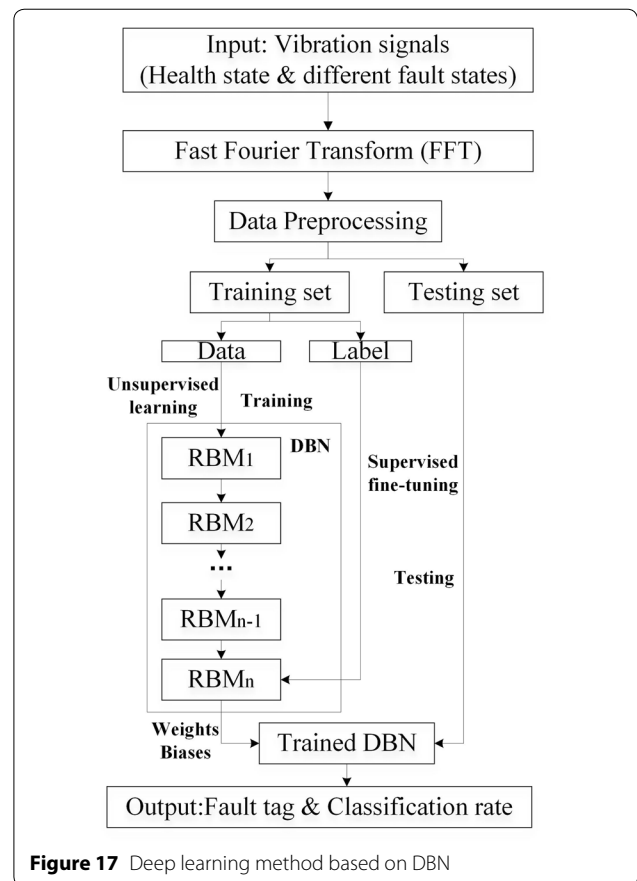 Input: Vibration signals
(Health state & different fault states)
Fast Fourier Transform (FFT)
Data Preprocessing
Training set
Testing set
Data
Label
Unsupervised
learning
Training
DBN
RBM1
Supervised
fine-tuning
RBM2
...
Testing
RBMn-1
RBMn
Weights
Biases
Trained DBN
Output:Fault tag & Classification rate
Figure 17 Deep learning method based on DBN